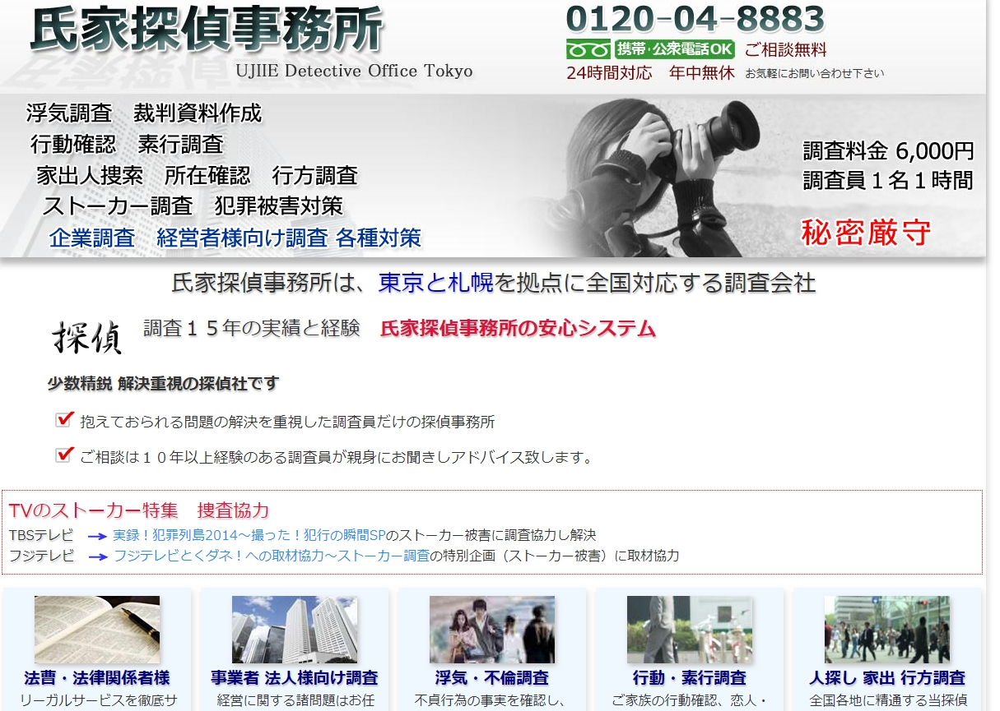 氏家探偵事務所
UJIIE Detective Office Tokyo
0120-04-8883
携帯・公衆電話OK ご相談無料
24時間対応 年中無休 お気軽にお問い合わせ下さい
浮気調査 裁判資料作成
行動確認 素行調査
家出人捜索 所在確認 行方調査
ストーカー調査 犯罪被害対策
企業調査 経営者様向け調査 各種対策
調査料金 6,000円
調査員１名１時間
秘密厳守
氏家探偵事務所は、東京と札幌を拠点に全国対応する調査会社
探偵 調査１５年の実績と経験 氏家探偵事務所の安心システム
少数精鋭 解決重視の探偵社です
抱えておられる問題の解決を重視した調査員だけの探偵事務所
ご相談は１０年以上経験のある調査員が親身にお聞きしアドバイス致します。
TVのストーカー特集 捜査協力
TBSテレビ → 実録！犯罪列島2014～撮った！犯行の瞬間SPのストーカー被害に調査協力し解決
フジテレビ → フジテレビとくダネ！への取材協力～ストーカー調査の特別企画（ストーカー被害）に取材協力
法曹・法律関係者様
リーガルサービスを徹底サ
事業者 法人様向け調査
経営に関する諸問題はお任
浮気・不倫調査
不貞行為の事実を確認し、
行動・素行調査
ご家族の行動確認、恋人・
人探し 家出 行方調査
全国各地に精通する当探偵